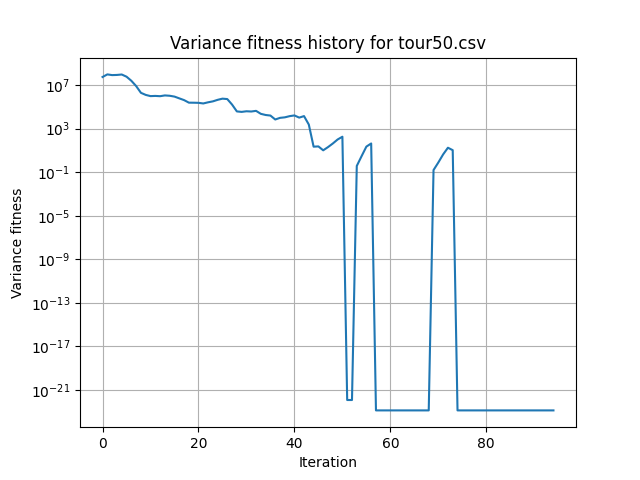 Variance fitness history for tour50.csv
Variance fitness
10^7
10^3
10^-1
10^-5
10^-9
10^-13
10^-17
10^-21
0 20 40 60 80
Iteration